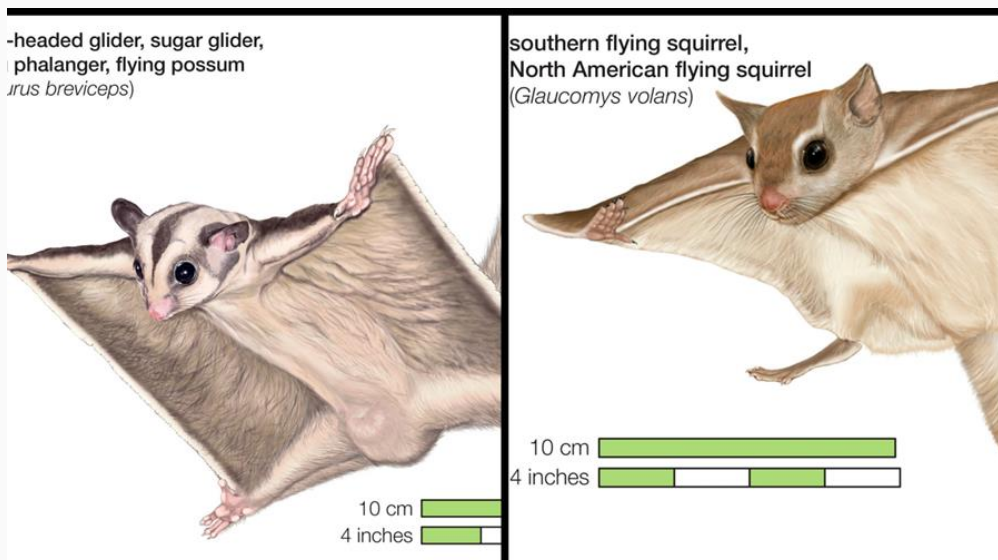 -headed glider, sugar glider,
phalanger, flying possum
urus breviceps)
10 cm
4 inches
southern flying squirrel,
North American flying squirrel
(Glaucomys volans)
10 cm
4 inches